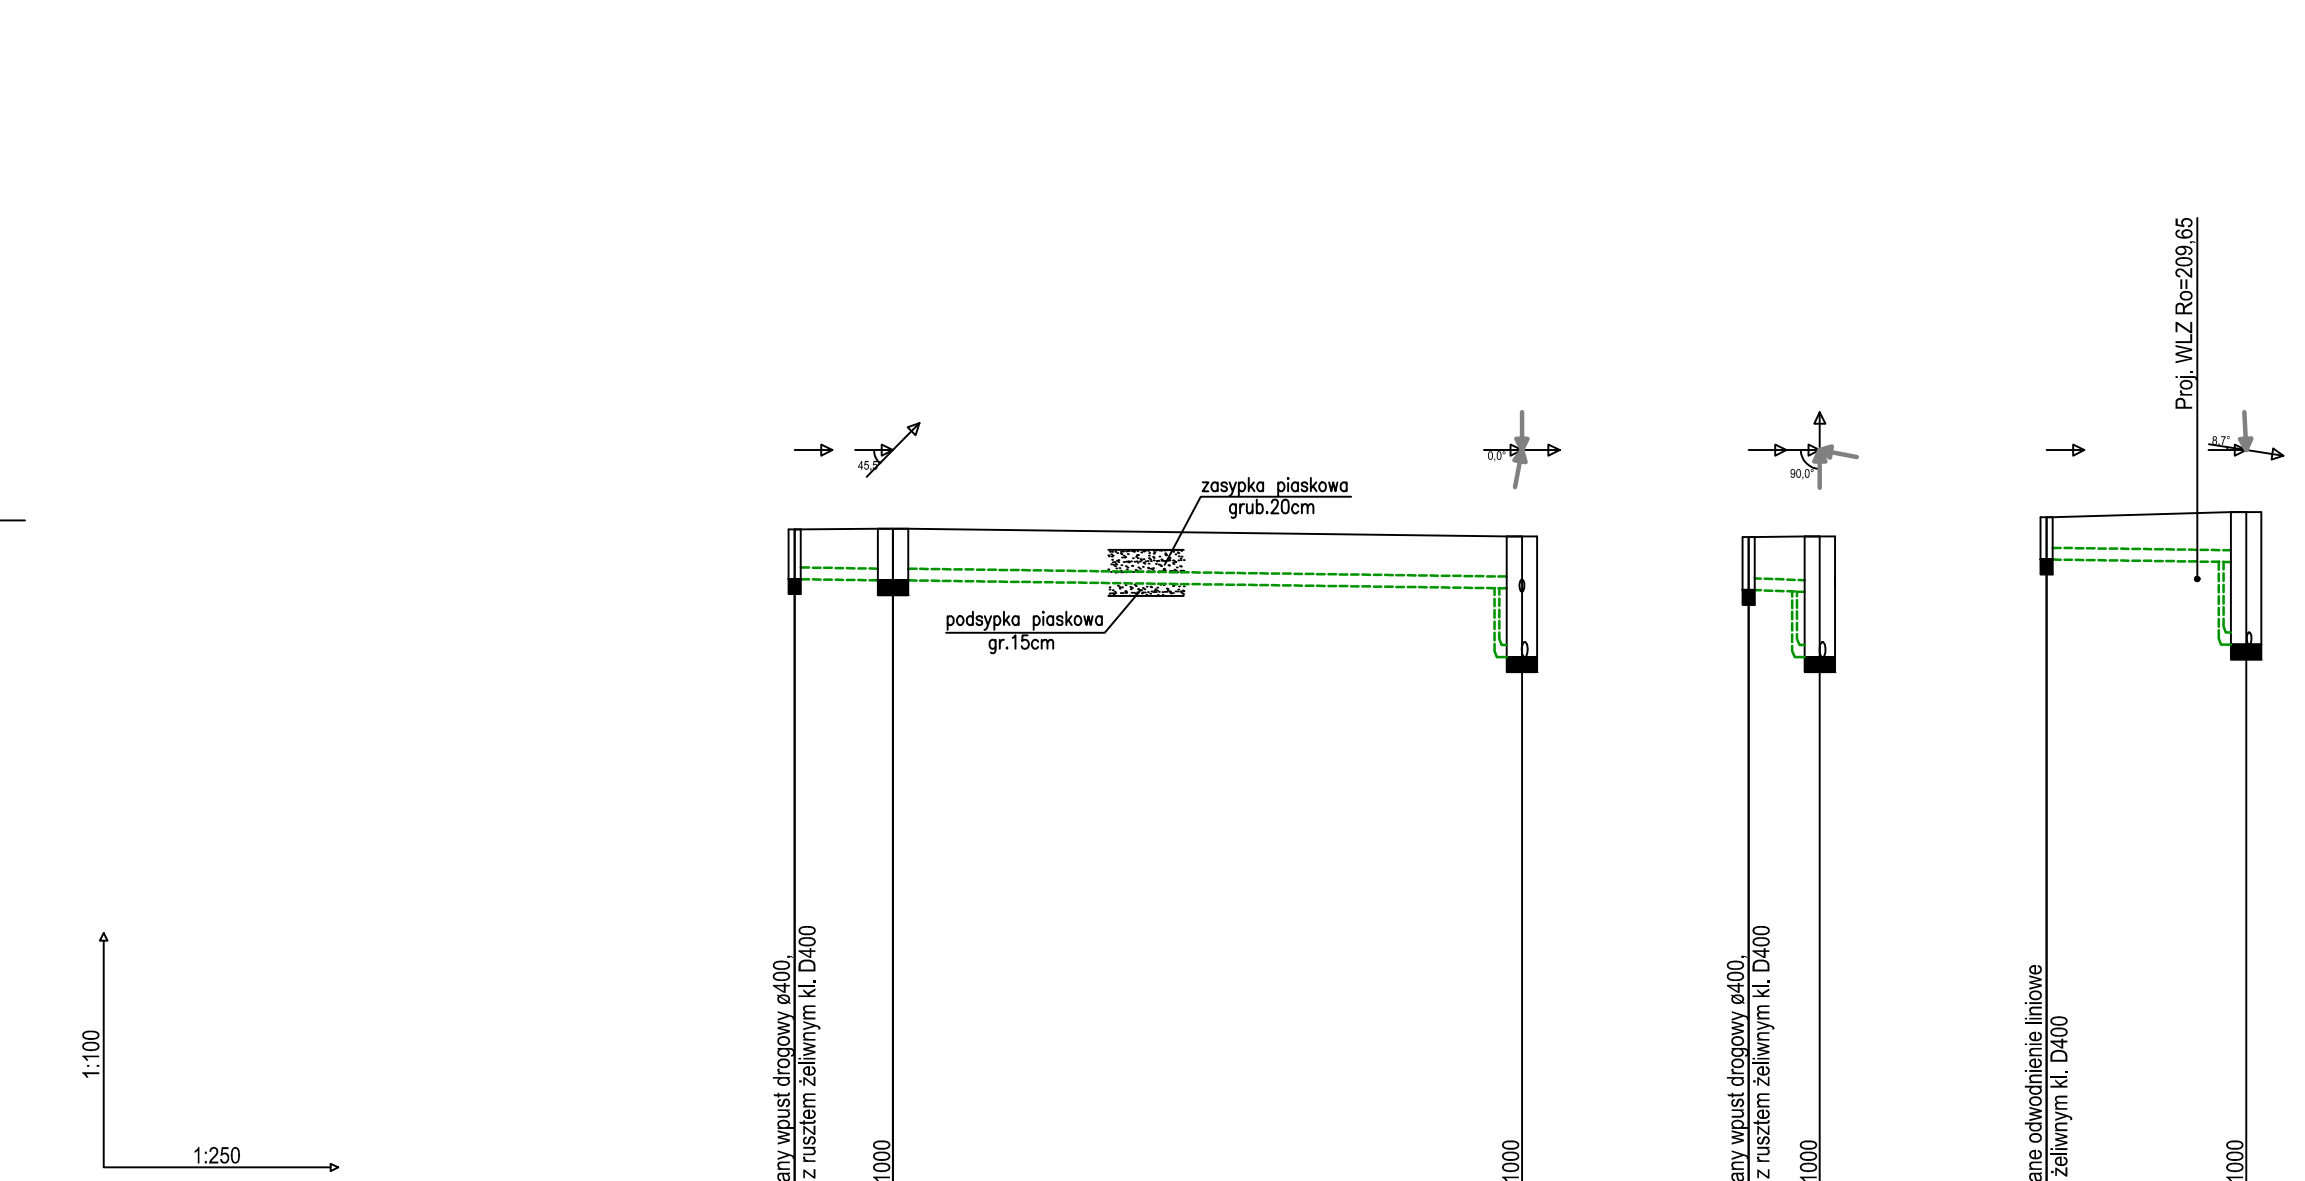 Proj. WLZ Ro=209,65
45,5
0,0°
90,0°
8,7°
zasypka piaskowa
grub.20cm
podsypka piaskowa
gr.15cm
1:100
1:250
any wpust drogowy ø400,
z rusztem żeliwnym kl. D400
1000
1000
any wpust drogowy ø400,
z rusztem żeliwnym kl. D400
1000
ane odwodnienie liniowe
żeliwnym kl. D400
1000